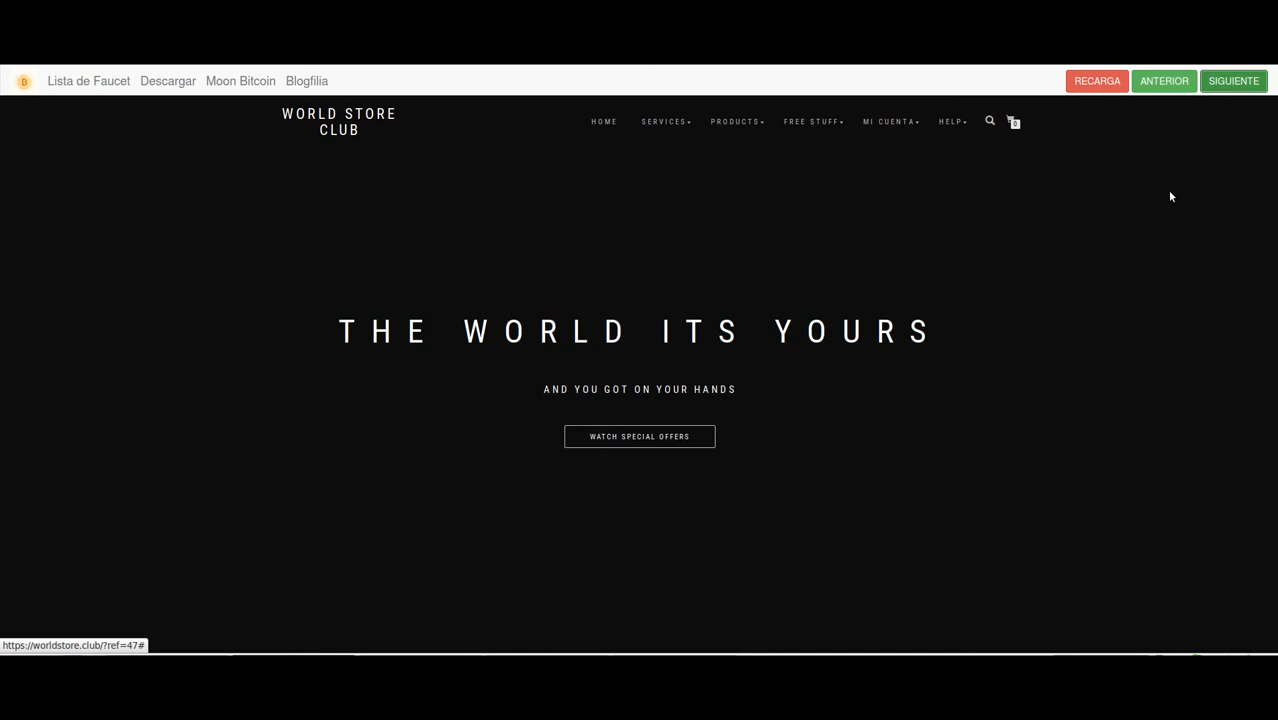 Lista de Faucet Descargar Moon Bitcoin Blogfilia RECARGA ANTERIOR SIGUIENTE
WORLD STORE
CLUB
HOME SERVICES PRODUCTS FREE STUFF MI CUENTA HELP 0
THE WORLD ITS YOURS
AND YOU GOT ON YOUR HANDS
WATCH SPECIAL OFFERS
https://worldstore.club/?ref=47#